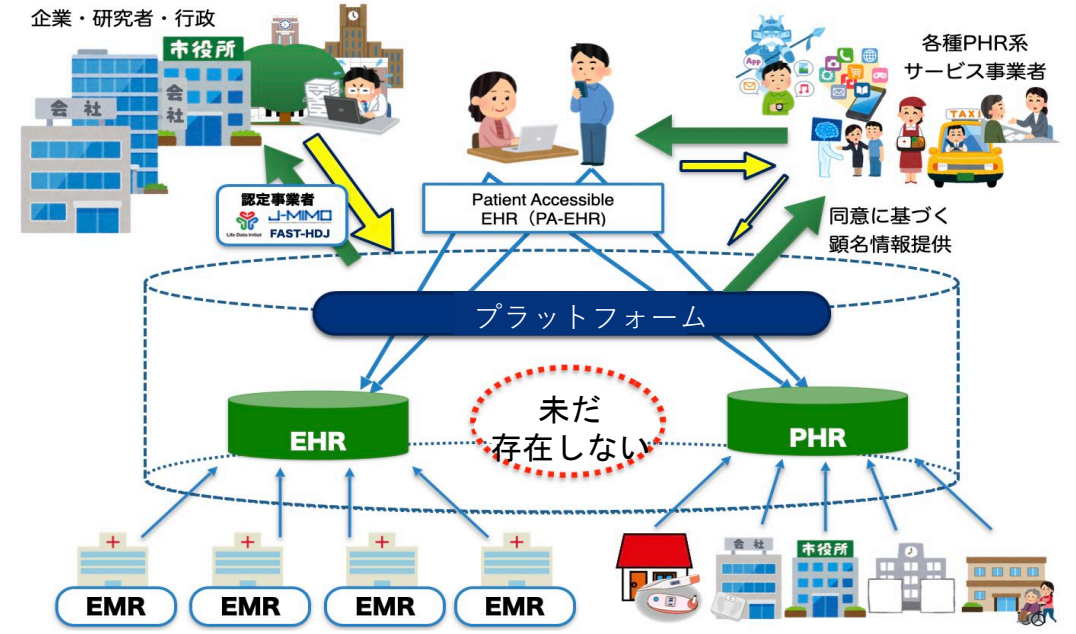 企業・研究者・行政
市役所
会社
会社
認定事業者
J-MIMO
Life Data Initiative
FAST-HDJ
Patient Accessible
EHR（PA-EHR)
App
TAXI
各種PHR系
サービス事業者
同意に基づく
顕名情報提供
プラットフォーム
未だ
存在しない
EHR
PHR
EMR
EMR
EMR
EMR
会社
市役所